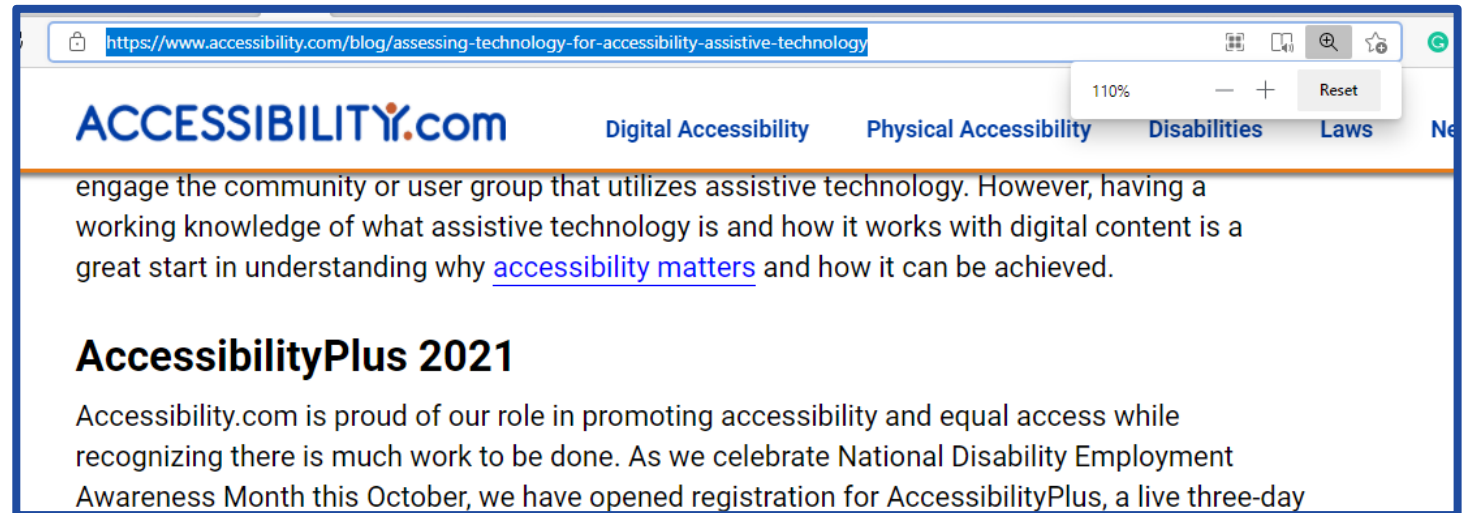 https://www.accessibility.com/blog/assessing-technology-for-accessibility-assistive-technology
110%
Reset
ACCESSIBILITY.com
Digital Accessibility
Physical Accessibility
Disabilities
Laws
engage the community or user group that utilizes assistive technology. However, having a
working knowledge of what assistive technology is and how it works with digital content is a
great start in understanding why accessibility matters and how it can be achieved.
AccessibilityPlus 2021
Accessibility.com is proud of our role in promoting accessibility and equal access while
recognizing there is much work to be done. As we celebrate National Disability Employment
Awareness Month this October, we have opened registration for AccessibilityPlus, a live three-day